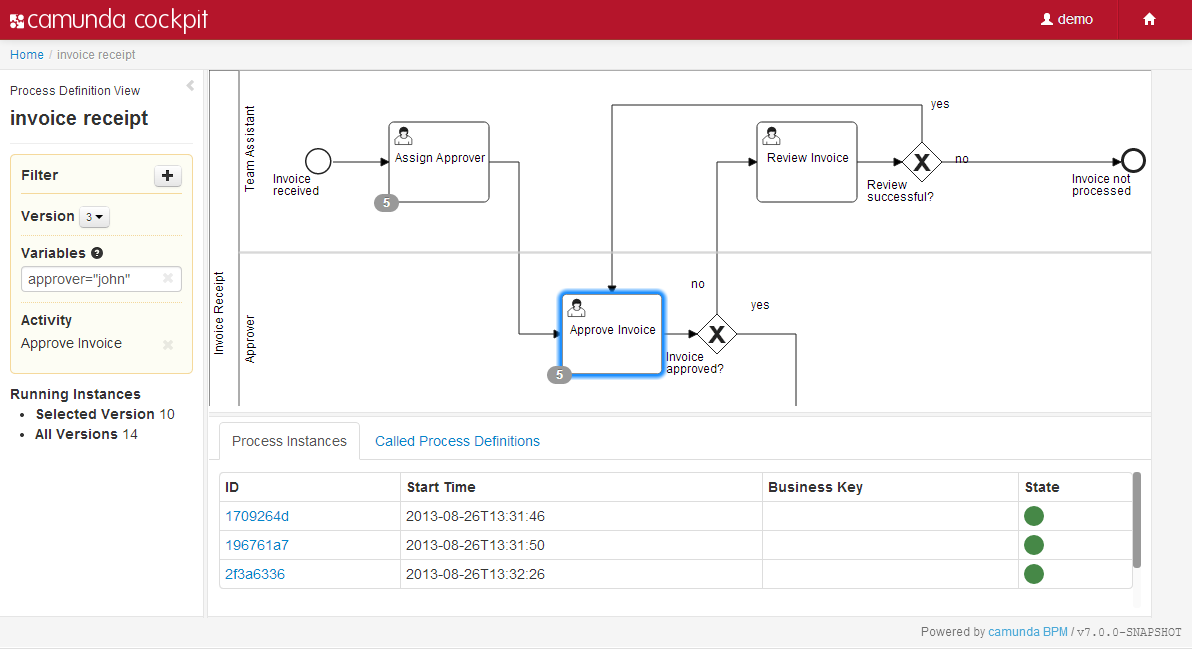 camunda cockpit
demo
Home / invoice receipt
Process Definition View
invoice receipt
Filter
Version 3
Variables ?
approver="john"
Activity
Approve Invoice
Running Instances
Selected Version 10
All Versions 14
Invoice Receipt
Team Assistant
Approver
Invoice
received
Assign Approver
5
Review Invoice
yes
X
no
Review
successful?
Invoice not
processed
no
yes
Approve Invoice
5
X
Invoice
approved?
Process Instances
Called Process Definitions
ID Start Time Business Key State
1709264d 2013-08-26T13:31:46
196761a7 2013-08-26T13:31:50
2f3a6336 2013-08-26T13:32:26
Powered by camunda BPM / v7.0.0-SNAPSHOT